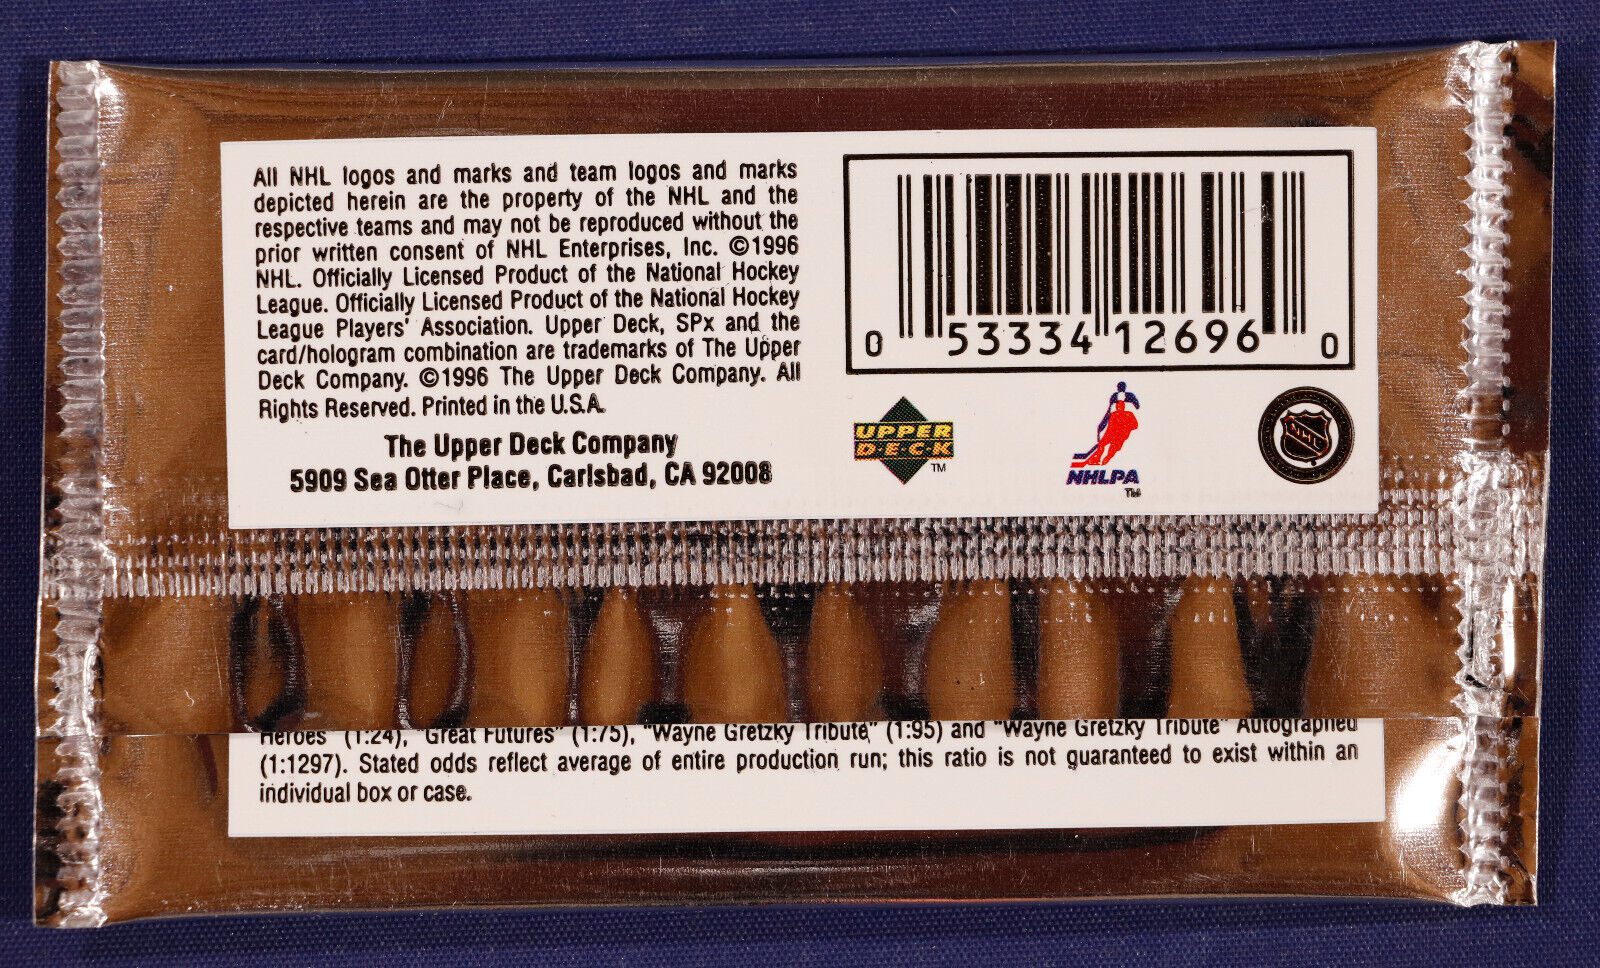 All NHL logos and marks and team logos and marks
depicted herein are the property of the NHL and the
respective teams and may not be reproduced without the
prior written consent of NHL Enterprises, Inc. ©1996
NHL. Officially Licensed Product of the National Hockey
League. Officially Licensed Product of the National Hockey
League Players' Association. Upper Deck, SPx and the
card/hologram combination are trademarks of The Upper
Deck Company. ©1996 The Upper Deck Company. All
Rights Reserved. Printed in the U.S.A.
The Upper Deck Company
5909 Sea Otter Place, Carlsbad, CA 92008
0 53334 12696 0
UPPER
D·E·C·K
TM
NHLPA
TM
NHL
Heroes" (1:24), "Great Futures" (1:75), "Wayne Gretzky Tribute," (1:95) and "Wayne Gretzky Tribute" Autographed
(1:1297). Stated odds reflect average of entire production run; this ratio is not guaranteed to exist within an
individual box or case.